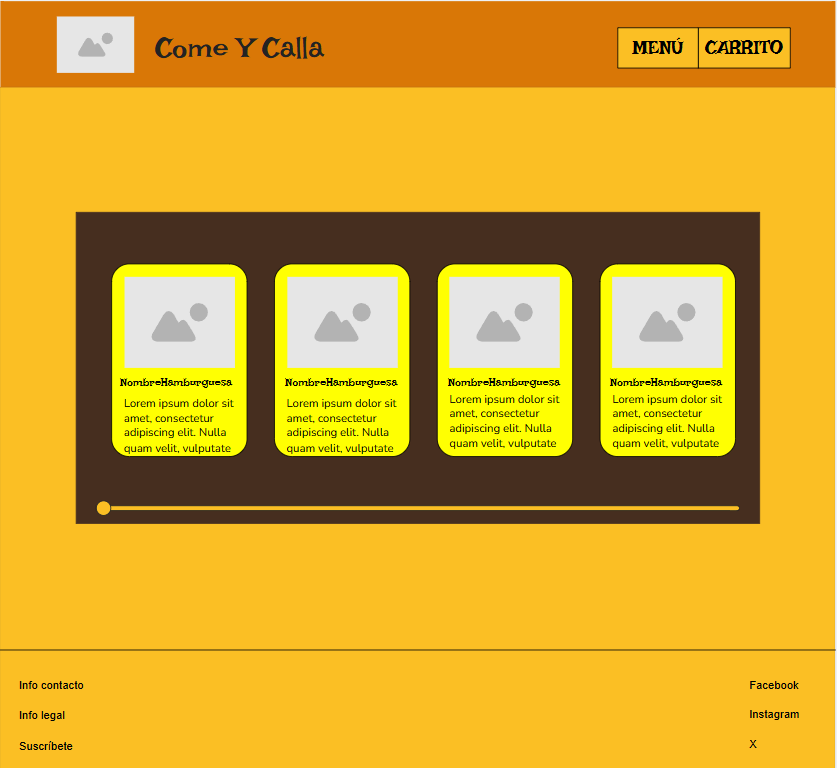 Come Y Calla
MENÚ
CARRITO
NombreHamburguesa
Lorem ipsum dolor sit
amet, consectetur
adipiscing elit. Nulla
quam velit, vulputate
NombreHamburguesa
Lorem ipsum dolor sit
amet, consectetur
adipiscing elit. Nulla
quam velit, vulputate
NombreHamburguesa
Lorem ipsum dolor sit
amet, consectetur
adipiscing elit. Nulla
quam velit, vulputate
NombreHamburguesa
Lorem ipsum dolor sit
amet, consectetur
adipiscing elit. Nulla
quam velit, vulputate
Info contacto
Info legal
Suscríbete
Facebook
Instagram
X